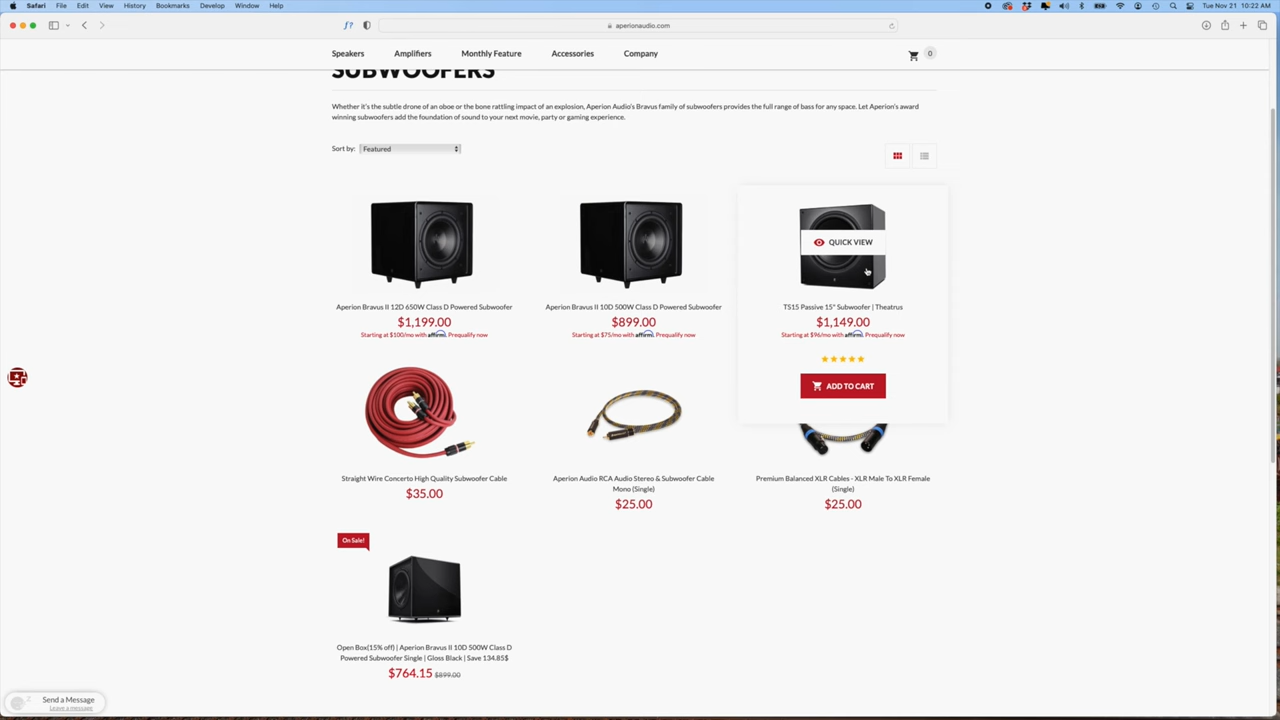 Safari File Edit View History Bookmarks Develop Window Help
Tue Nov 21 10:22 AM
f?
aperionaudio.com
Speakers Amplifiers Monthly Feature Accessories Company
0
SUBWOOFERS
Whether it's the subtle drone of an oboe or the bone rattling impact of an explosion, Aperion Audio's Bravus family of subwoofers provides the full range of bass for any space. Let Aperion's award
winning subwoofers add the foundation of sound to your next movie, party or gaming experience.
Sort by: Featured
QUICK VIEW
Aperion Bravus II 12D 650W Class D Powered Subwoofer
$1,199.00
Starting at $100/mo with affirm. Prequalify now
Aperion Bravus II 10D 500W Class D Powered Subwoofer
$899.00
Starting at $75/mo with affirm. Prequalify now
TS15 Passive 15" Subwoofer | Theatrus
$1,149.00
Starting at $96/mo with affirm. Prequalify now
ADD TO CART
Straight Wire Concerto High Quality Subwoofer Cable
$35.00
Aperion Audio RCA Audio Stereo & Subwoofer Cable
Mono (Single)
$25.00
Premium Balanced XLR Cables - XLR Male To XLR Female
(Single)
$25.00
On Sale!
Open Box(15% off) | Aperion Bravus II 10D 500W Class D
Powered Subwoofer Single | Gloss Black | Save 134.85$
$764.15 $899.00
Send a Message
Leave a message